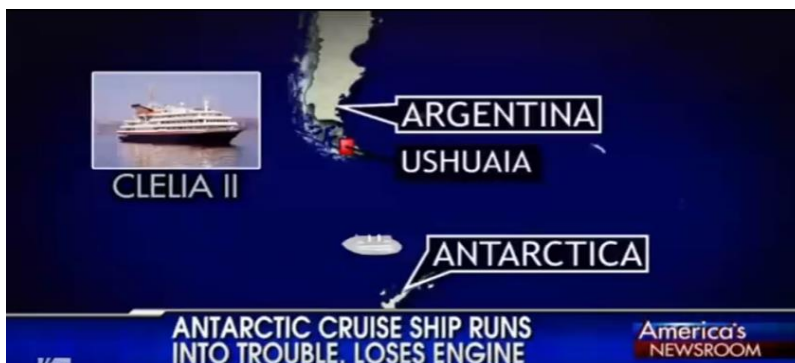 ARGENTINA
USHUAIA
CLELIA II
ANTARCTICA
ANTARCTIC CRUISE SHIP RUNS
INTO TROUBLE, LOSES ENGINE
America's
NEWSROOM